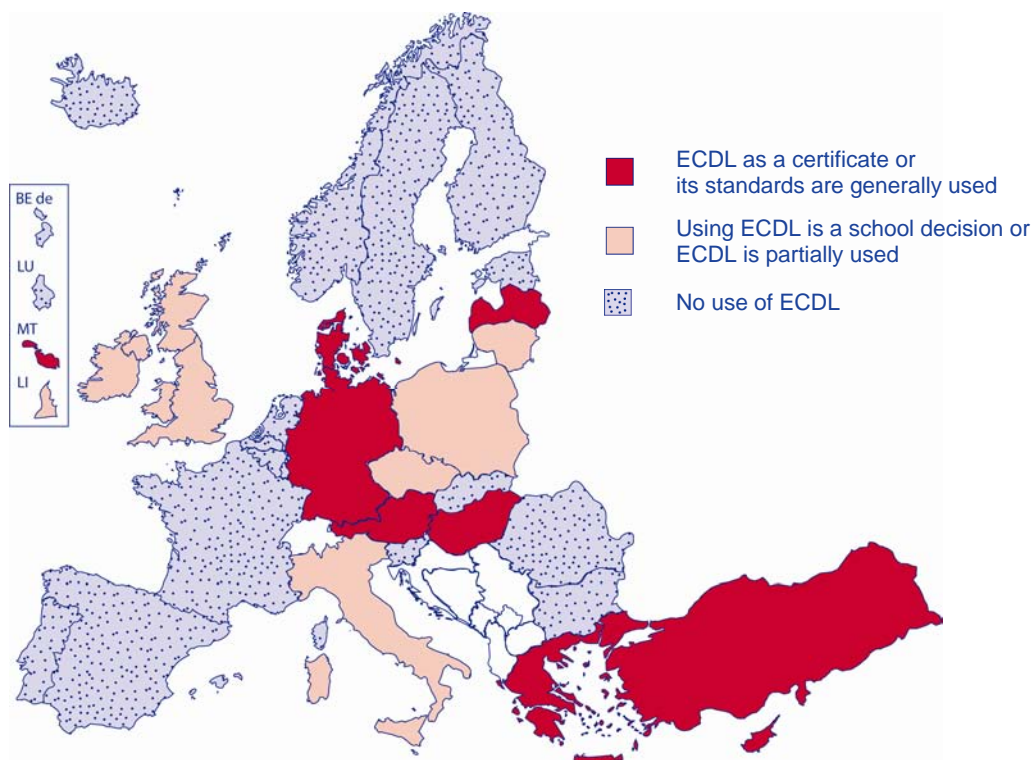 BE de
LU
MT
LI
ECDL as a certificate or
its standards are generally used
Using ECDL is a school decision or
ECDL is partially used
No use of ECDL